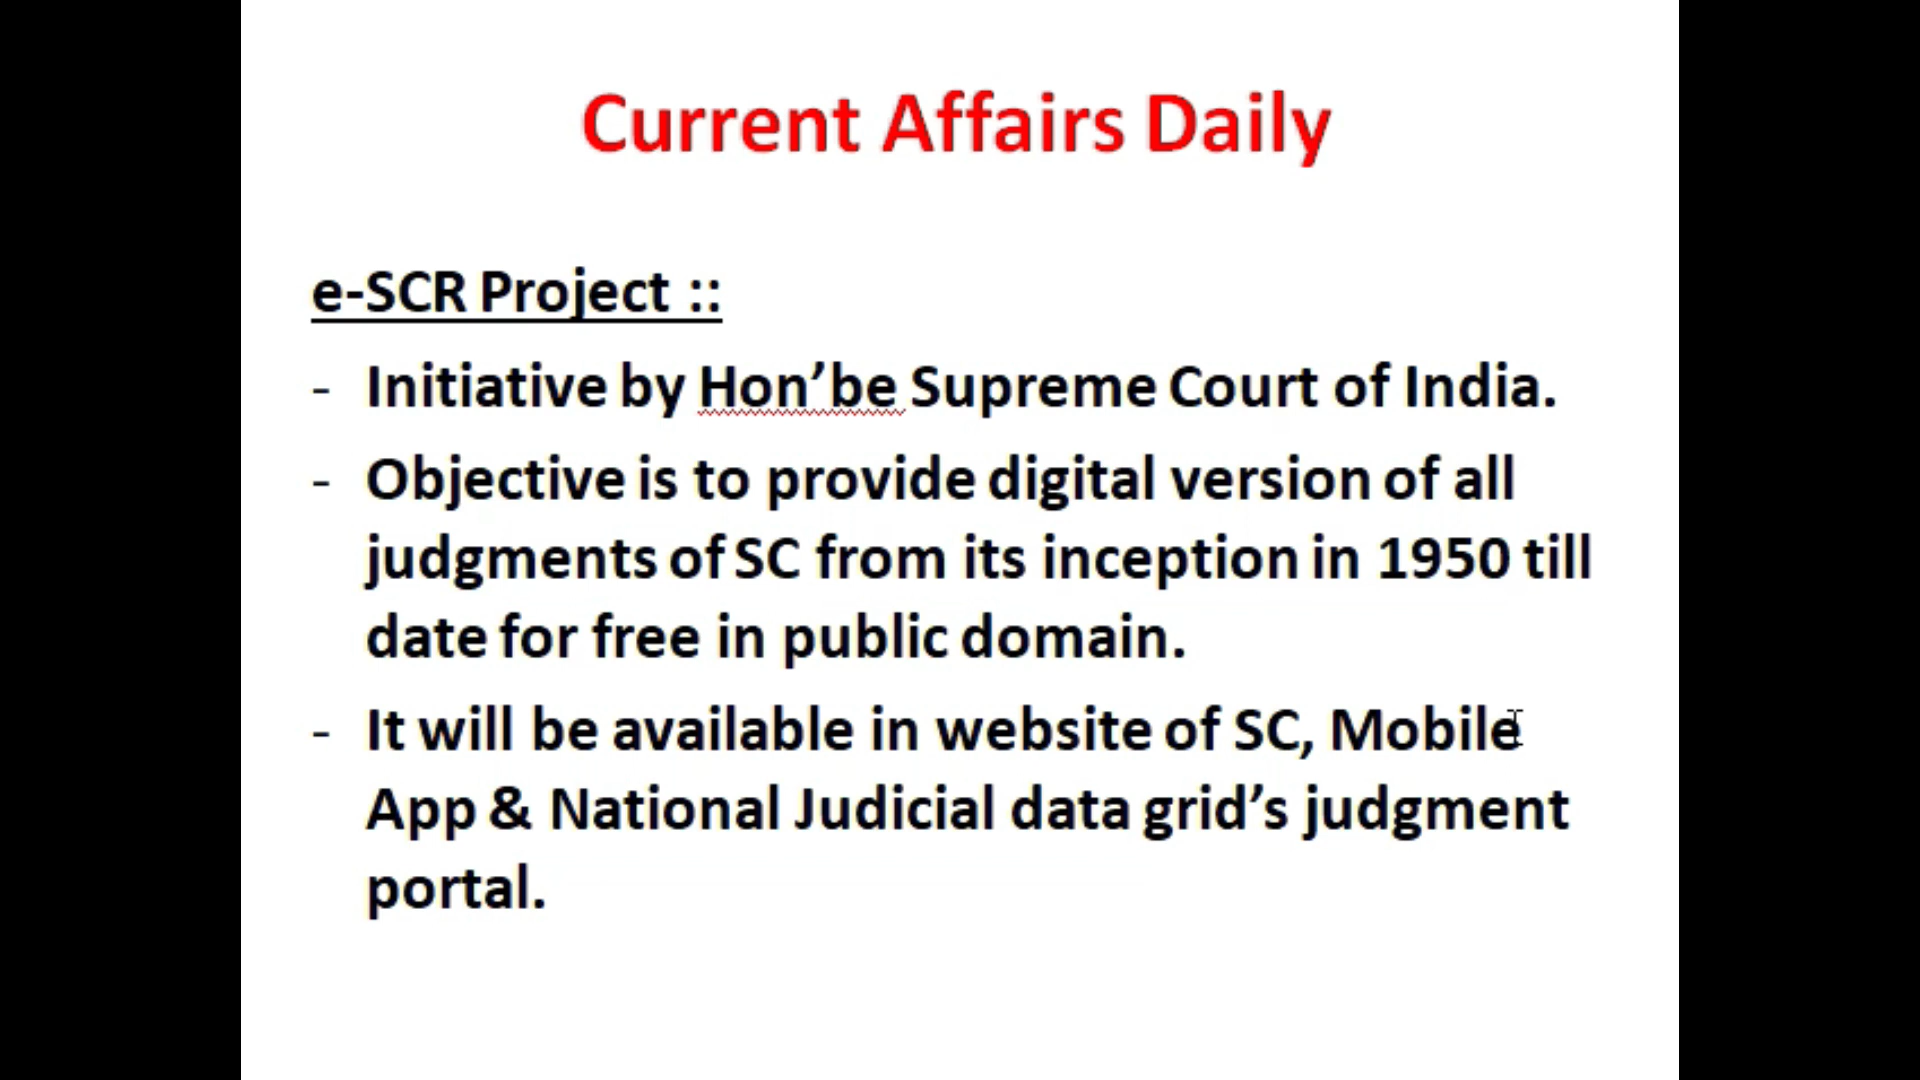 Current Affairs Daily
e-SCR Project ::
- Initiative by Hon’be Supreme Court of India.
- Objective is to provide digital version of all
judgments of SC from its inception in 1950 till
date for free in public domain.
- It will be available in website of SC, Mobile
App & National Judicial data grid’s judgment
portal.